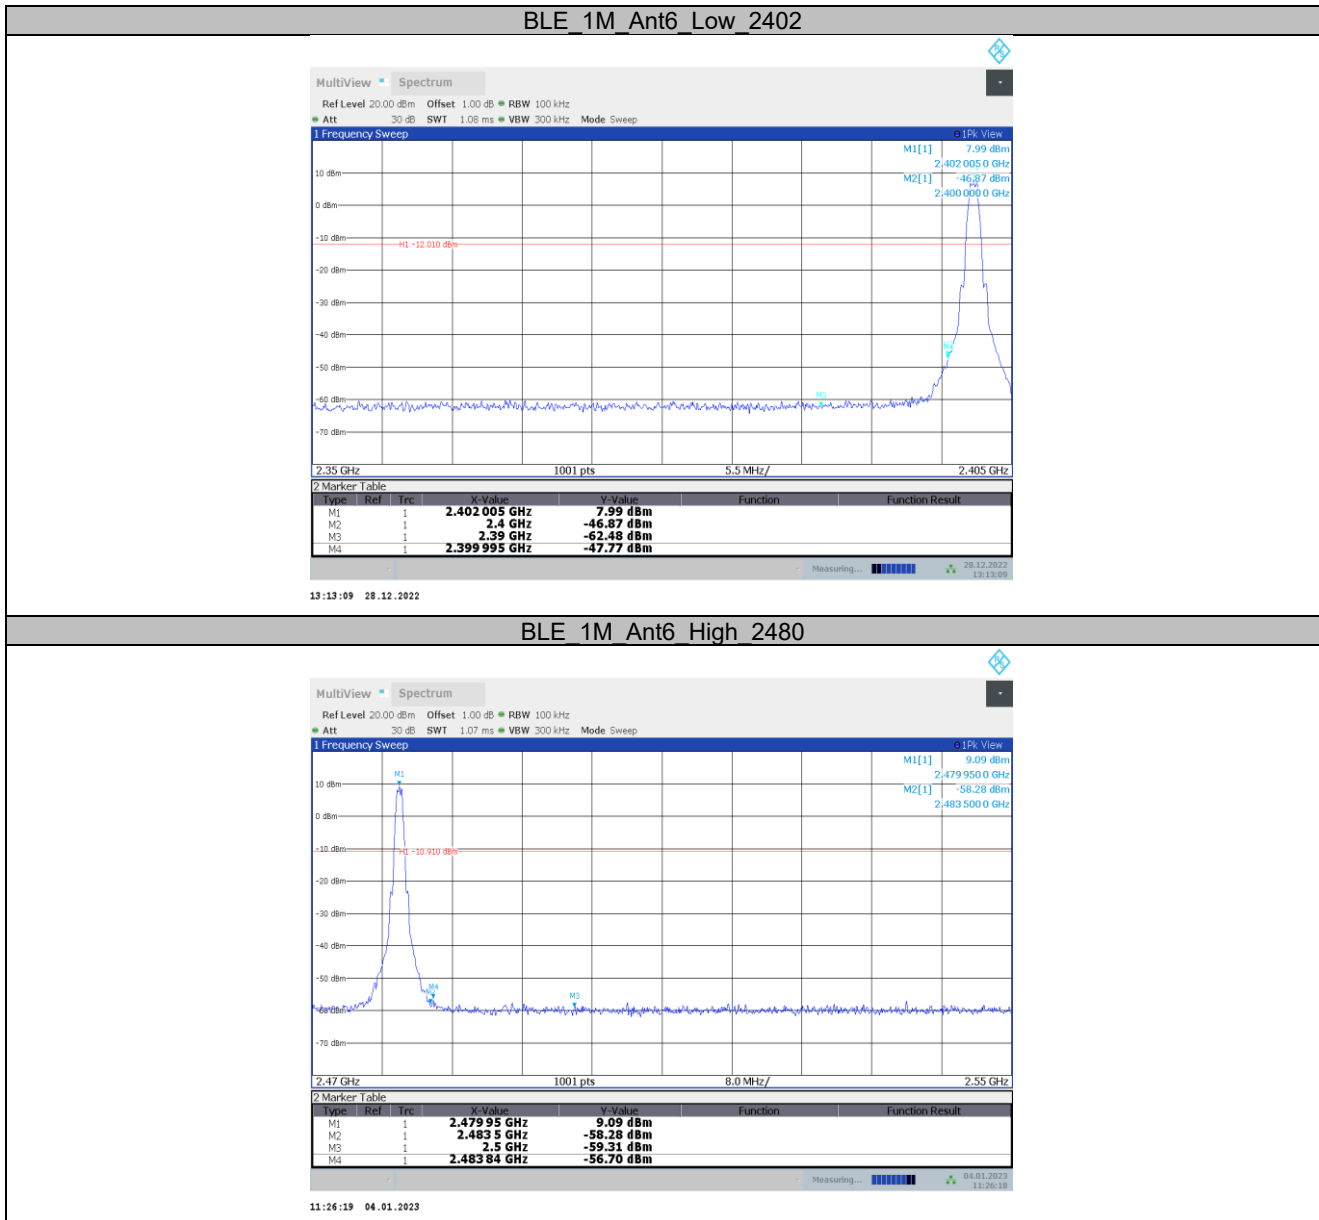 BLE_1M_Ant6_Low_2402
MultiView Spectrum
Ref Level 20.00 dBm Offset 1.00 dB RBW 100 kHz
Att 30 dB SWT 1.08 ms VBW 300 kHz Mode Sweep
1 Frequency Sweep 1Pk View
M1[1] 7.99 dBm
2.402 005 0 GHz
M2[1] -46.87 dBm
2.400 000 0 GHz
10 dBm
0 dBm
-10 dBm
H1 -12.010 dBm
-20 dBm
-30 dBm
-40 dBm
-50 dBm
M3
-60 dBm
-70 dBm
2.35 GHz 1001 pts 5.5 MHz/ 2.405 GHz
2 Marker Table
Type Ref Trc X-Value Y-Value Function Function Result
M1 1 2.402 005 GHz 7.99 dBm
M2 1 2.4 GHz -46.87 dBm
M3 1 2.39 GHz -62.48 dBm
M4 1 2.399 995 GHz -47.77 dBm
Measuring... 28.12.2022
13:13:09
13:13:09 28.12.2022
BLE_1M_Ant6_High_2480
MultiView Spectrum
Ref Level 20.00 dBm Offset 1.00 dB RBW 100 kHz
Att 30 dB SWT 1.07 ms VBW 300 kHz Mode Sweep
1 Frequency Sweep 1Pk View
M1[1] 9.09 dBm
2.479 950 0 GHz
M2[1] -58.28 dBm
2.483 500 0 GHz
M1
10 dBm
0 dBm
-10 dBm
H1 -10.910 dBm
-20 dBm
-30 dBm
-40 dBm
-50 dBm
M4
M3
-60 dBm
-70 dBm
2.47 GHz 1001 pts 8.0 MHz/ 2.55 GHz
2 Marker Table
Type Ref Trc X-Value Y-Value Function Function Result
M1 1 2.479 95 GHz 9.09 dBm
M2 1 2.483 5 GHz -58.28 dBm
M3 1 2.5 GHz -59.31 dBm
M4 1 2.483 84 GHz -56.70 dBm
Measuring... 04.01.2023
11:26:18
11:26:19 04.01.2023